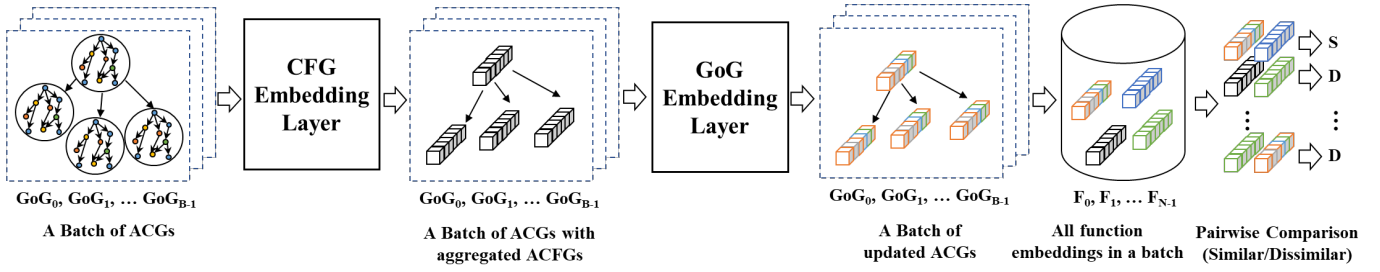 CFG
Embedding
Layer
GoG
Embedding
Layer
S
D
D
GoG0, GoG1, … GoGB-1
GoG0, GoG1, … GoGB-1
GoG0, GoG1, … GoGB-1
F0, F1, … FN-1
A Batch of ACGs
A Batch of ACGs with
aggregated ACFGs
A Batch of
updated ACGs
All function
embeddings in a batch
Pairwise Comparison
(Similar/Dissimilar)